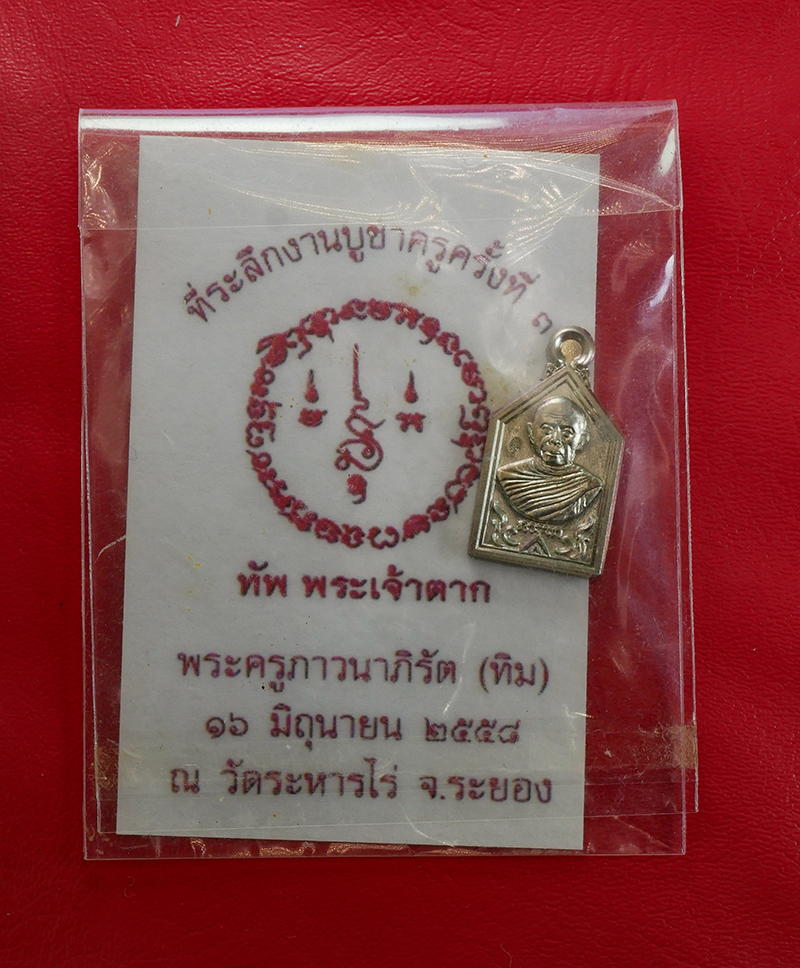 ที่ระลึกงานบูชาครูครั้งที่ ๓
ทัพ พระเจ้าตาก
พระครูภาวนาภิรัต (ทิม)
๑๖ มิถุนายน ๒๕๕๘
ณ วัดระหารไร่ จ.ระยอง